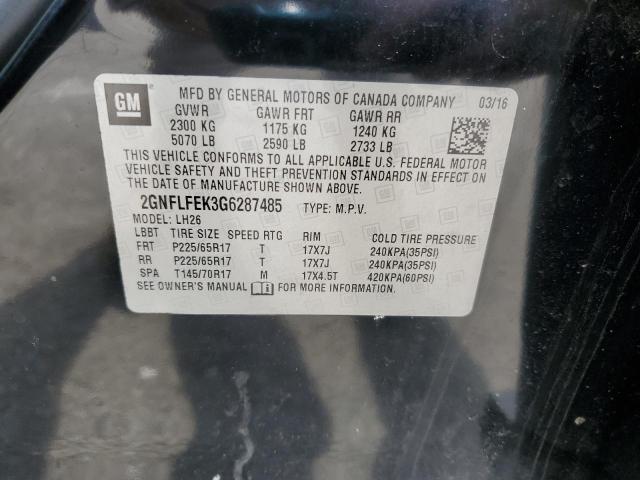 GM
MFD BY GENERAL MOTORS OF CANADA COMPANY 03/16
GVWR GAWR FRT GAWR RR
2300 KG 1175 KG 1240 KG
5070 LB 2590 LB 2733 LB
THIS VEHICLE CONFORMS TO ALL APPLICABLE U.S. FEDERAL MOTOR
VEHICLE SAFETY AND THEFT PREVENTION STANDARDS IN EFFECT ON
THE DATE OF MANUFACTURE SHOWN ABOVE.
2GNFLFEK3G6287485 TYPE: M.P.V.
MODEL: LH26
LBBT TIRE SIZE SPEED RTG RIM COLD TIRE PRESSURE
FRT P225/65R17 T 17X7J 240KPA(35PSI)
RR P225/65R17 T 17X7J 240KPA(35PSI)
SPA T145/70R17 M 17X4.5T 420KPA(60PSI)
SEE OWNER'S MANUAL FOR MORE INFORMATION.